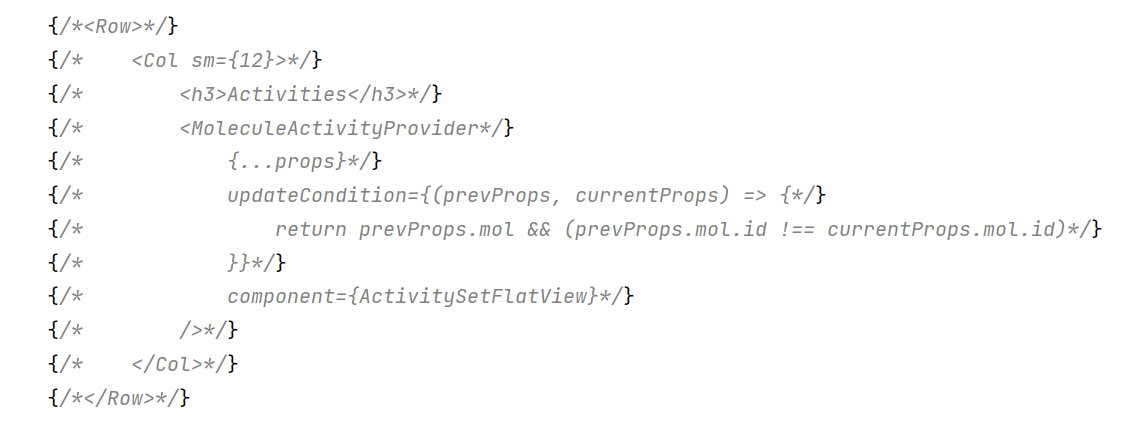 {/*<Row>*/}
{/*    <Col sm={12}>*/}
{/*        <h3>Activities</h3>*/}
{/*        <MoleculeActivityProvider*/}
{/*            {...props}*/}
{/*            updateCondition={(prevProps, currentProps) => {*/}
{/*                return prevProps.mol && (prevProps.mol.id !== currentProps.mol.id)*/}
{/*            }}*/}
{/*            component={ActivitySetFlatView}*/}
{/*        />*/}
{/*    </Col>*/}
{/*</Row>*/}